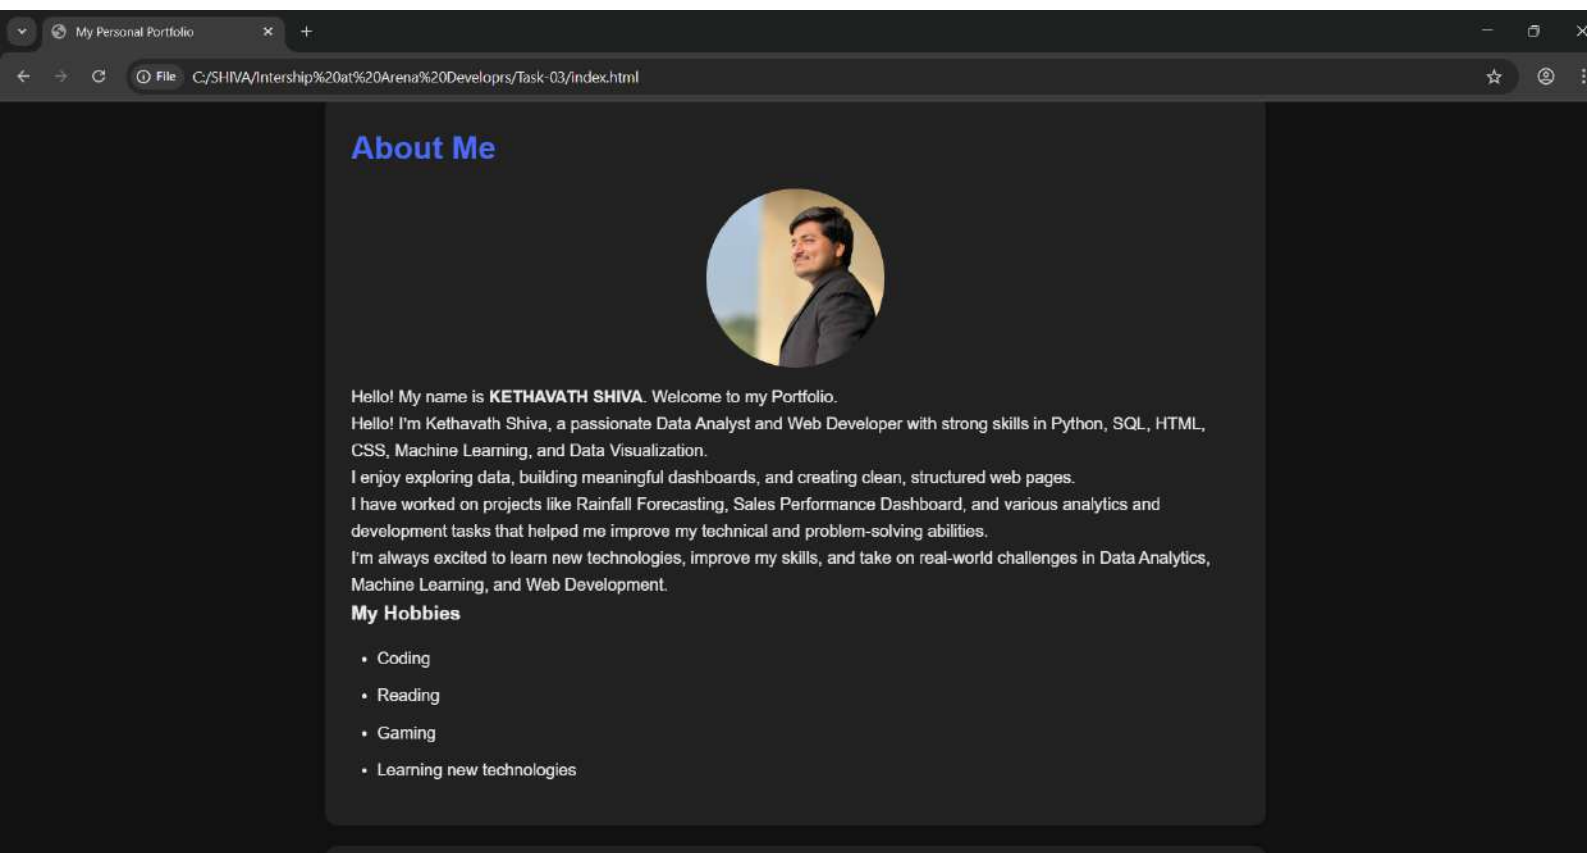 My Personal Portfolio
File C:/SHIVA/Intership%20at%20Arena%20Developrs/Task-03/index.html
About Me
Hello! My name is KETHAVATH SHIVA. Welcome to my Portfolio.
Hello! I'm Kethavath Shiva, a passionate Data Analyst and Web Developer with strong skills in Python, SQL, HTML,
CSS, Machine Learning, and Data Visualization.
I enjoy exploring data, building meaningful dashboards, and creating clean, structured web pages.
I have worked on projects like Rainfall Forecasting, Sales Performance Dashboard, and various analytics and
development tasks that helped me improve my technical and problem-solving abilities.
I'm always excited to learn new technologies, improve my skills, and take on real-world challenges in Data Analytics,
Machine Learning, and Web Development.
My Hobbies
• Coding
• Reading
• Gaming
• Learning new technologies